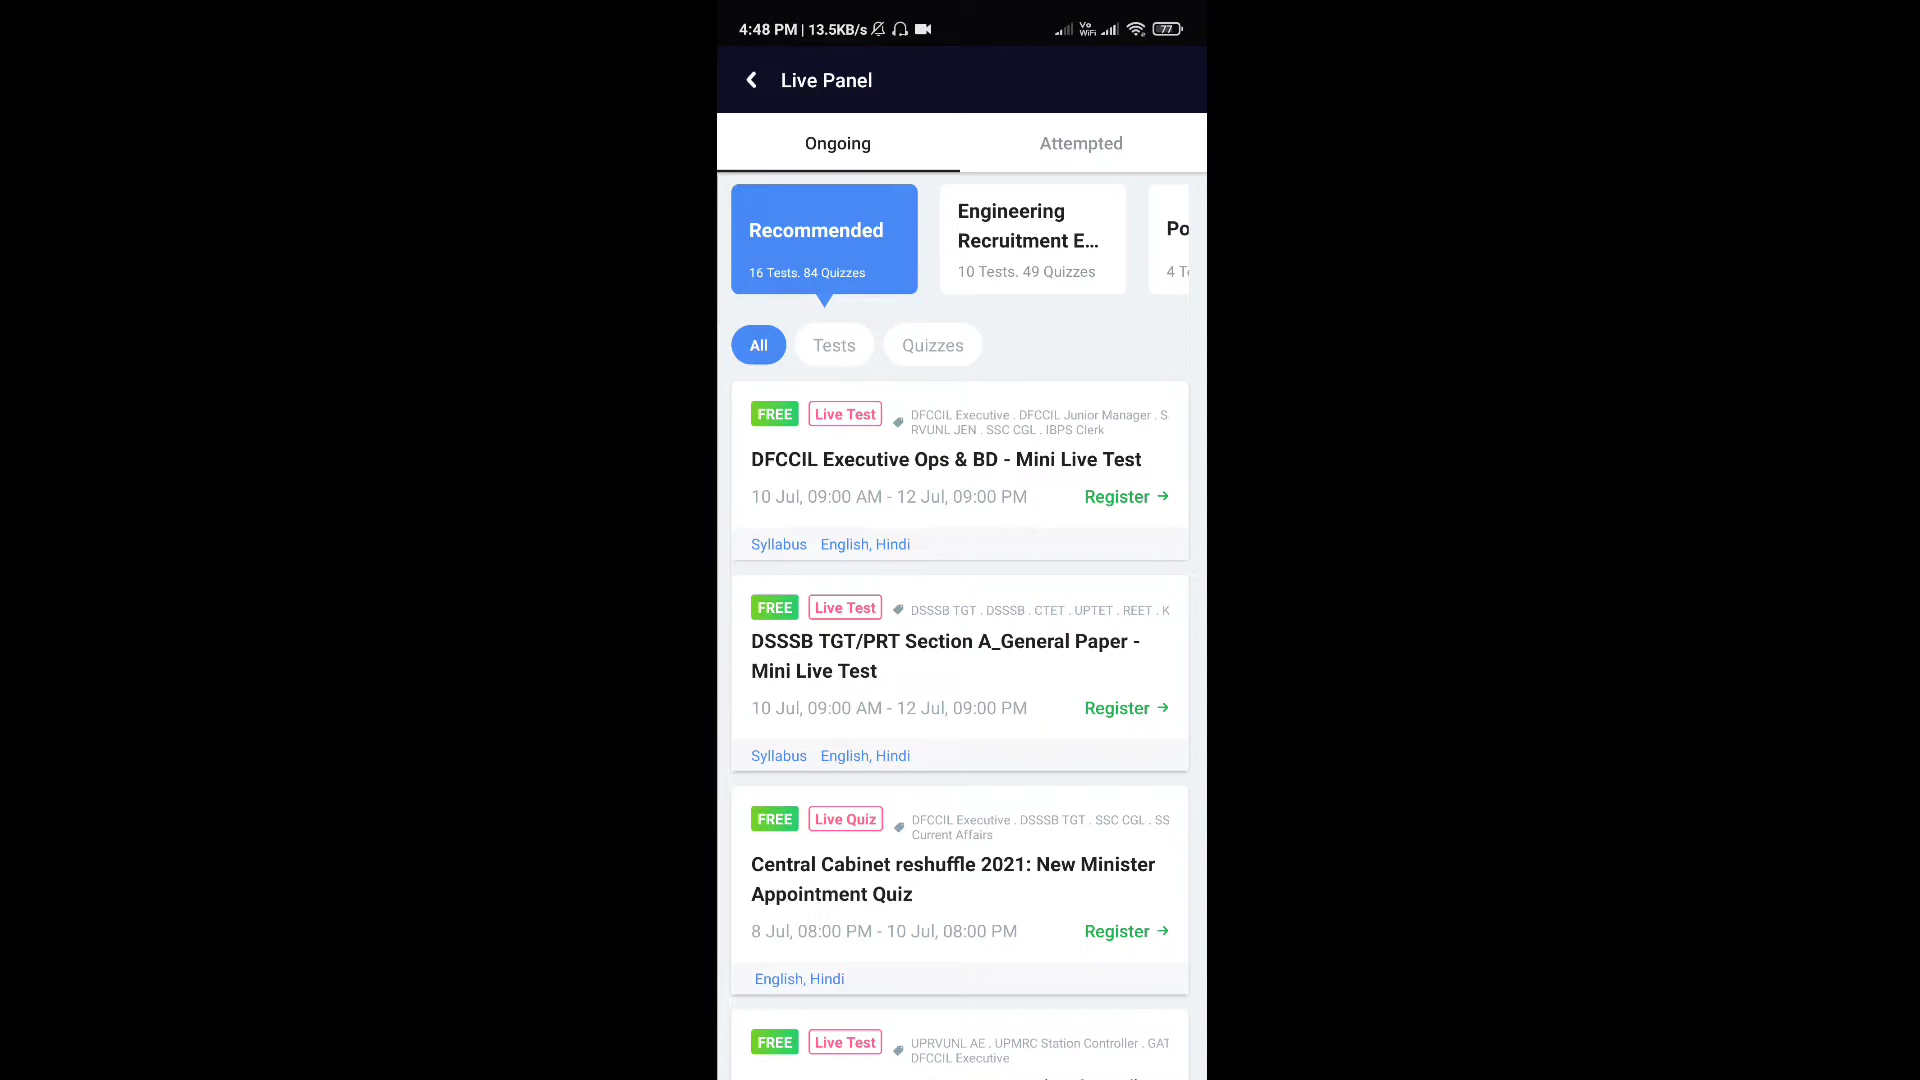 4:48 PM | 13.5KB/s
Vo WiFi
77
Live Panel
Ongoing
Attempted
Recommended
16 Tests. 84 Quizzes
Engineering
Recruitment E...
10 Tests. 49 Quizzes
Po
4 Te
All
Tests
Quizzes
FREE
Live Test
DFCCIL Executive . DFCCIL Junior Manager . S
RVUNL JEN . SSC CGL . IBPS Clerk
DFCCIL Executive Ops & BD - Mini Live Test
10 Jul, 09:00 AM - 12 Jul, 09:00 PM
Register →
Syllabus English, Hindi
FREE
Live Test
DSSSB TGT . DSSSB . CTET . UPTET . REET . K
DSSSB TGT/PRT Section A_General Paper -
Mini Live Test
10 Jul, 09:00 AM - 12 Jul, 09:00 PM
Register →
Syllabus English, Hindi
FREE
Live Quiz
DFCCIL Executive . DSSSB TGT . SSC CGL . SS
Current Affairs
Central Cabinet reshuffle 2021: New Minister
Appointment Quiz
8 Jul, 08:00 PM - 10 Jul, 08:00 PM
Register →
English, Hindi
FREE
Live Test
UPRVUNL AE . UPMRC Station Controller . GAT
DFCCIL Executive